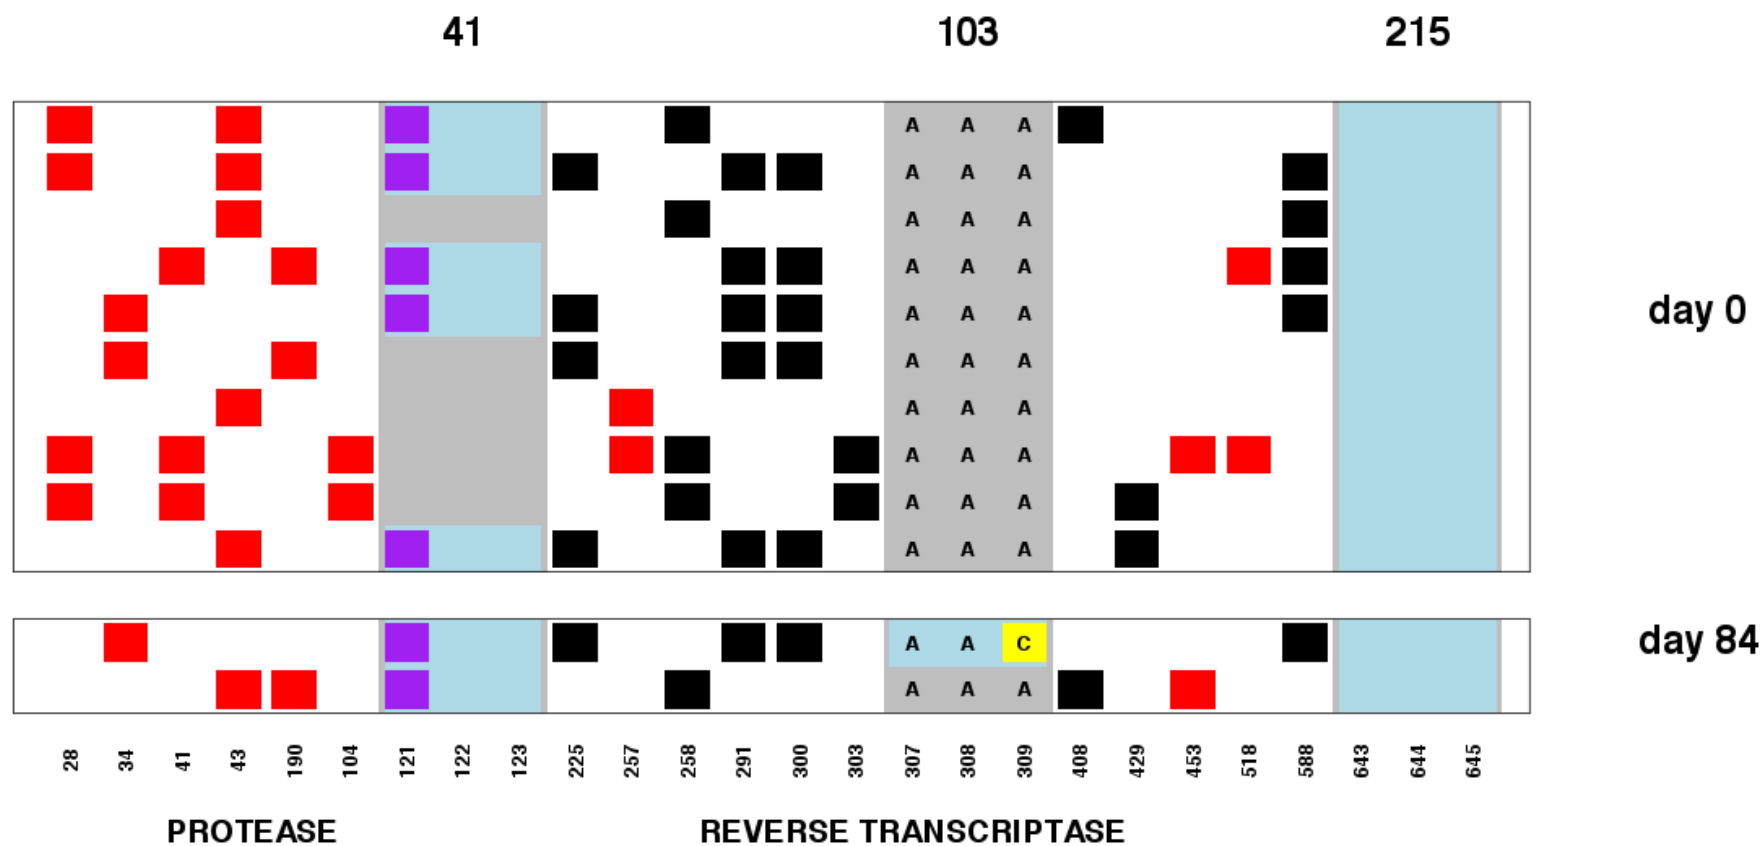 41 103 215
A A A
A A A
A A A
A A A
A A A
day 0
A A A
A A A
A A A
A A A
A A A
A A C
day 84
A A A
28 34 41 43 190 104 121 122 123 225 257 258 291 300 303 307 308 309 408 429 453 518 588 643 644 645
PROTEASE REVERSE TRANSCRIPTASE